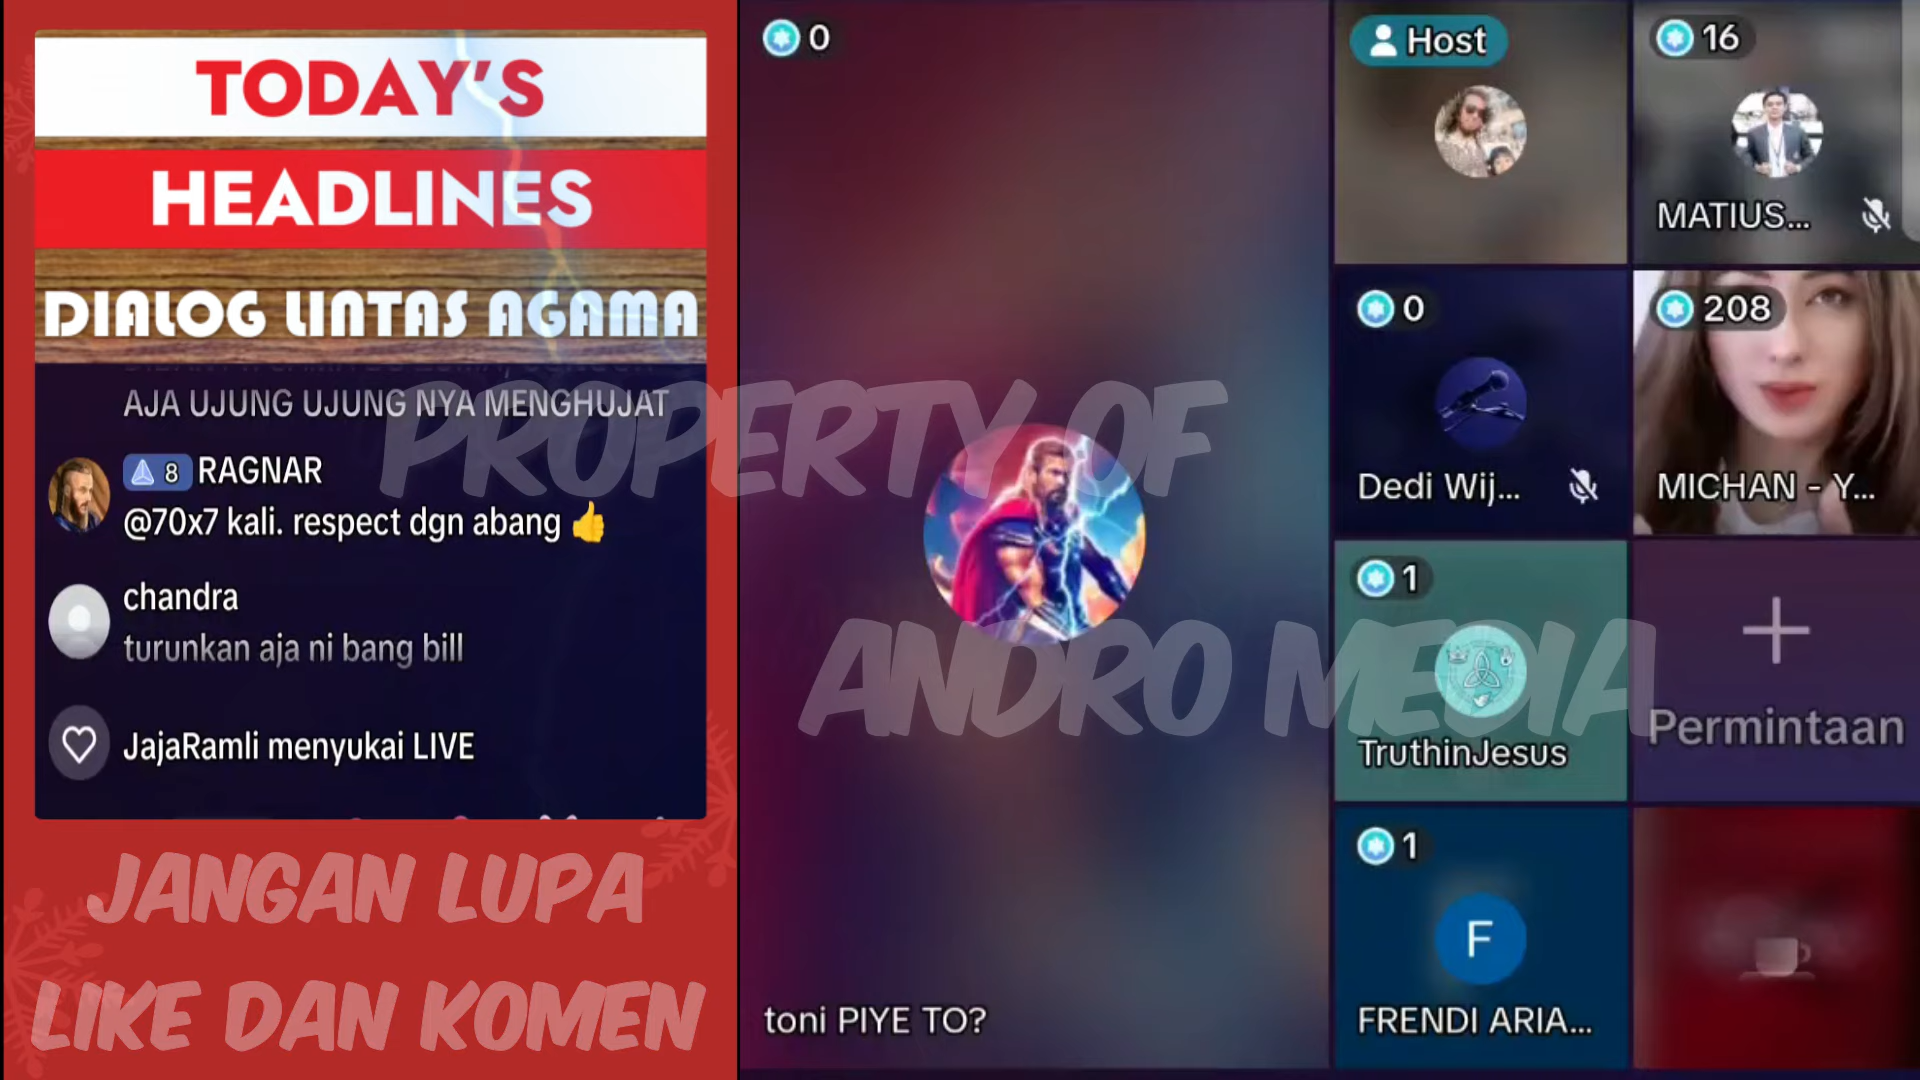 TODAY'S
HEADLINES
DIALOG LINTAS AGAMA
AJA UJUNG UJUNG NYA MENGHUJAT
8 RAGNAR
@70x7 kali. respect dgn abang 👍
chandra
turunkan aja ni bang bill
JajaRamli menyukai LIVE
JANGAN LUPA
LIKE DAN KOMEN
PROPERTY OF
ANDRO MEDIA
0
toni PIYE TO?
Host
16
MATIUS...
0
Dedi Wij...
208
MICHAN - Y...
1
TruthinJesus
Permintaan
1
F
FRENDI ARIA...